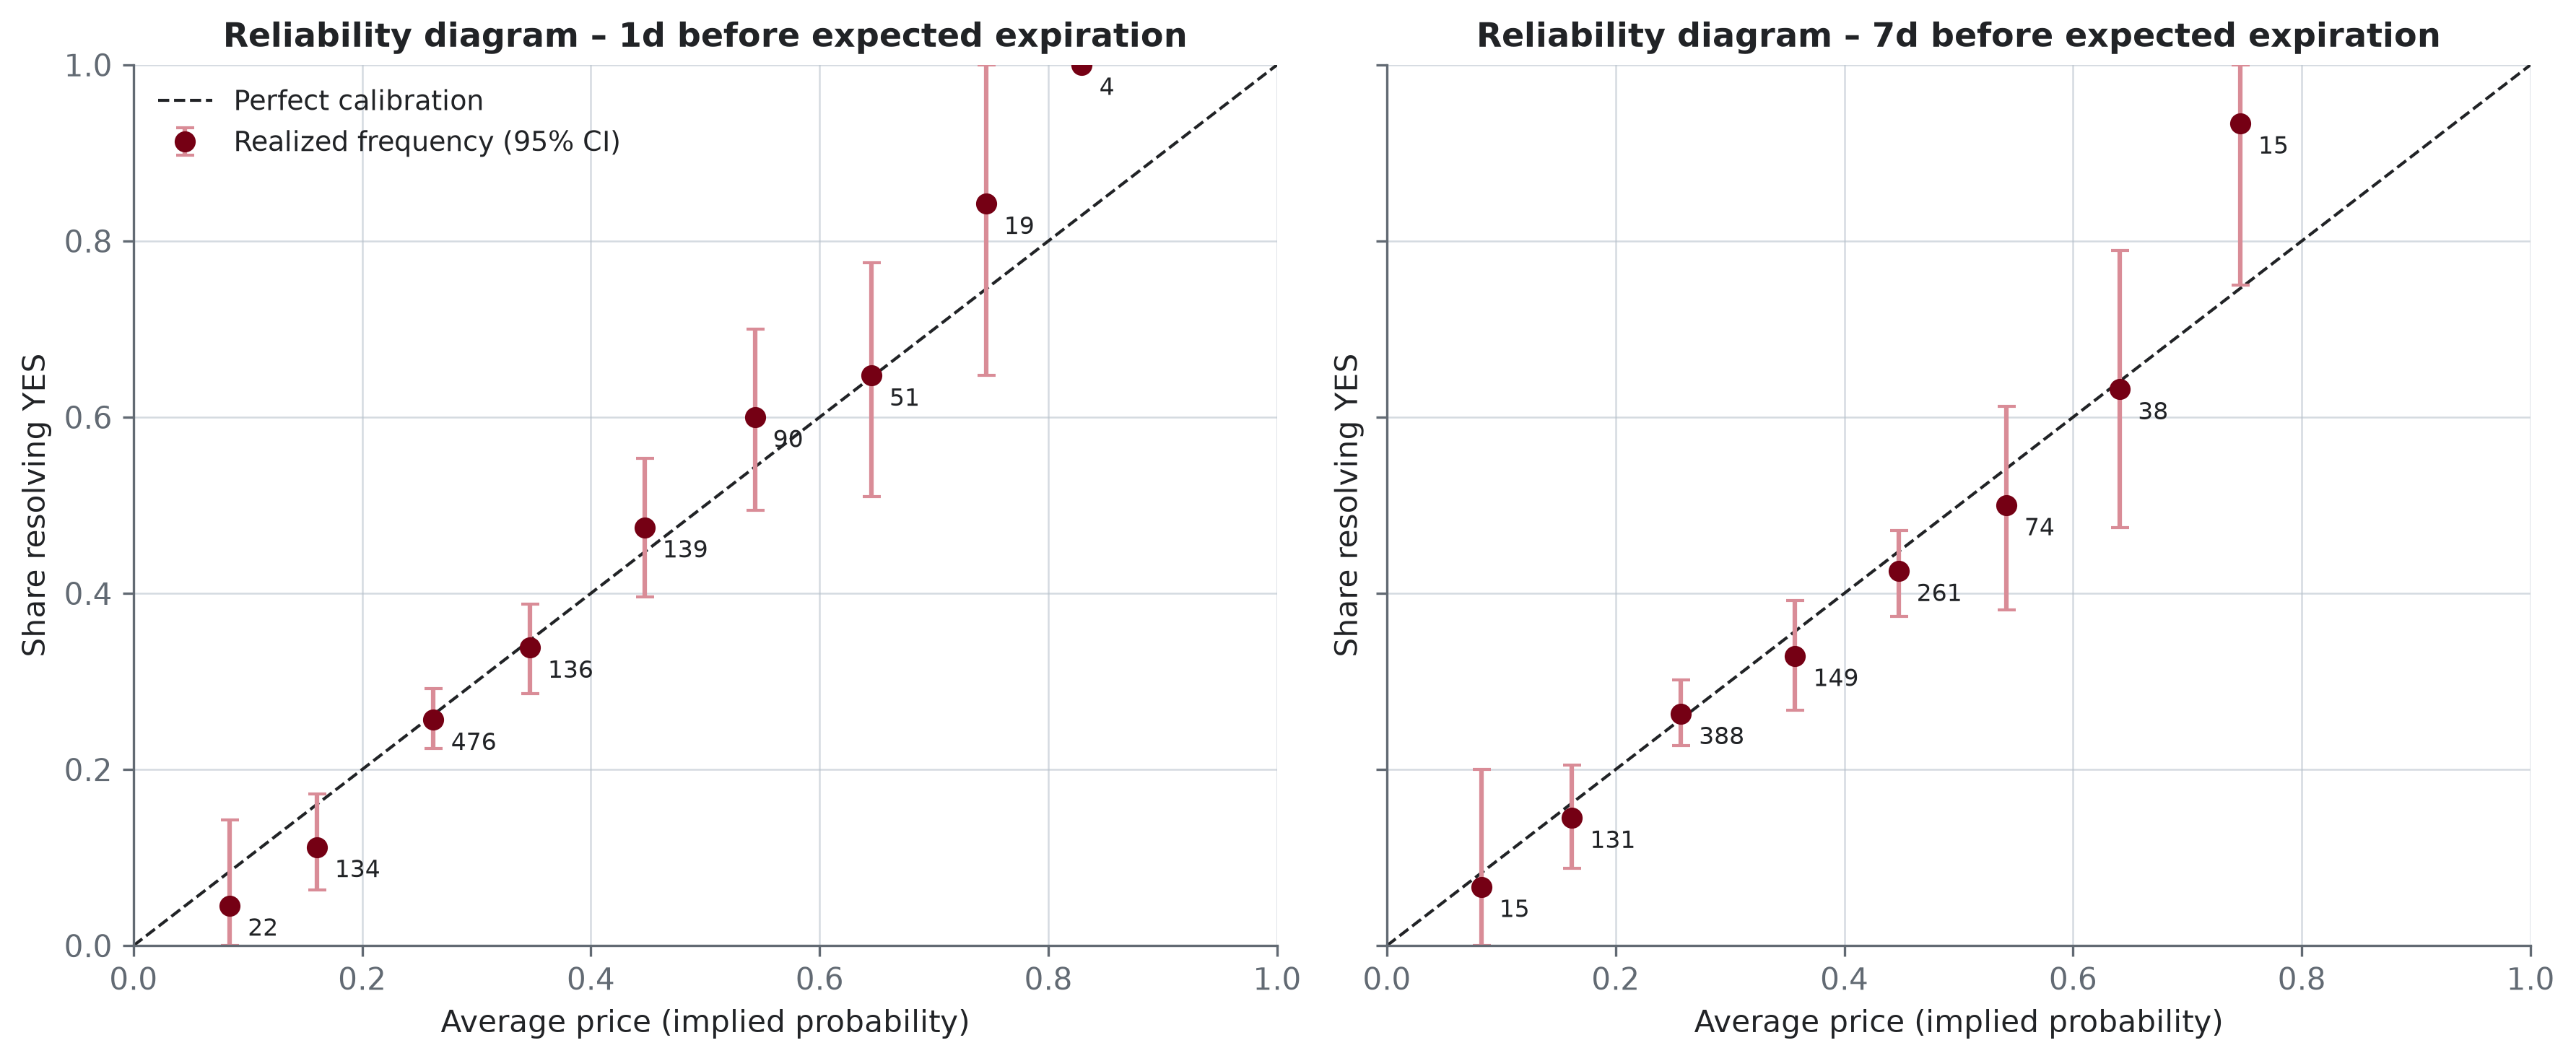 Reliability diagram – 1d before expected expiration
Perfect calibration
Realized frequency (95% CI)
Share resolving YES
1.0
0.8
0.6
0.4
0.2
0.0
4
19
51
90
139
136
476
134
22
0.0 0.2 0.4 0.6 0.8 1.0
Average price (implied probability)
Reliability diagram – 7d before expected expiration
Share resolving YES
15
38
74
261
149
388
131
15
0.0 0.2 0.4 0.6 0.8 1.0
Average price (implied probability)